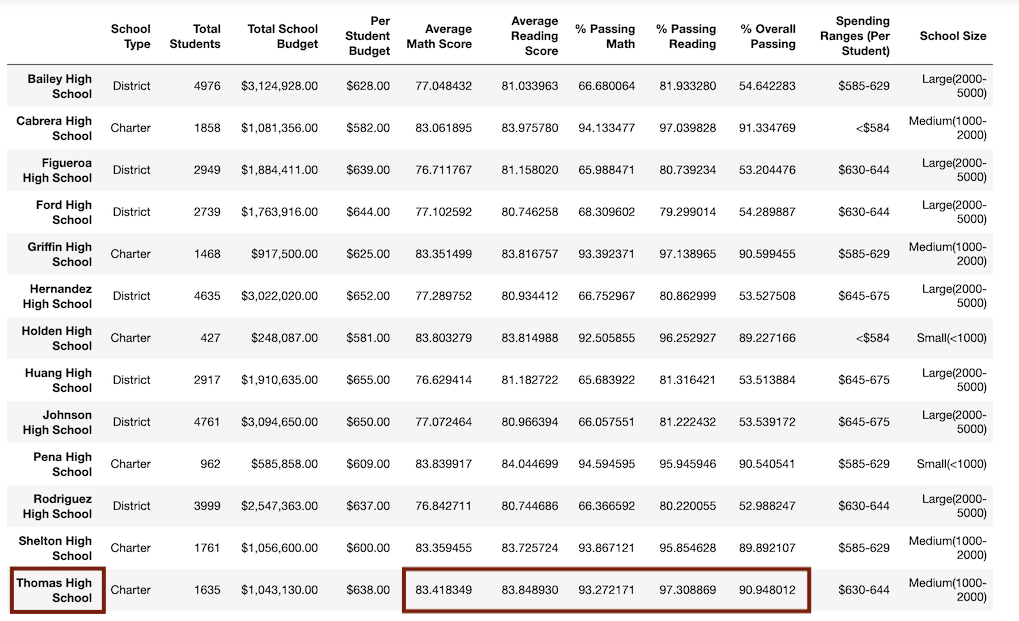 School Type Total Students Total School Budget Per Student Budget Average Math Score Average Reading Score % Passing Math % Passing Reading % Overall Passing Spending Ranges (Per Student) School Size
Bailey High School District 4976 $3,124,928.00 $628.00 77.048432 81.033963 66.680064 81.933280 54.642283 $585-629 Large(2000-5000)
Cabrera High School Charter 1858 $1,081,356.00 $582.00 83.061895 83.975780 94.133477 97.039828 91.334769 <$584 Medium(1000-2000)
Figueroa High School District 2949 $1,884,411.00 $639.00 76.711767 81.158020 65.988471 80.739234 53.204476 $630-644 Large(2000-5000)
Ford High School District 2739 $1,763,916.00 $644.00 77.102592 80.746258 68.309602 79.299014 54.289887 $630-644 Large(2000-5000)
Griffin High School Charter 1468 $917,500.00 $625.00 83.351499 83.816757 93.392371 97.138965 90.599455 $585-629 Medium(1000-2000)
Hernandez High School District 4635 $3,022,020.00 $652.00 77.289752 80.934412 66.752967 80.862999 53.527508 $645-675 Large(2000-5000)
Holden High School Charter 427 $248,087.00 $581.00 83.803279 83.814988 92.505855 96.252927 89.227166 <$584 Small(<1000)
Huang High School District 2917 $1,910,635.00 $655.00 76.629414 81.182722 65.683922 81.316421 53.513884 $645-675 Large(2000-5000)
Johnson High School District 4761 $3,094,650.00 $650.00 77.072464 80.966394 66.057551 81.222432 53.539172 $645-675 Large(2000-5000)
Pena High School Charter 962 $585,858.00 $609.00 83.839917 84.044699 94.594595 95.945946 90.540541 $585-629 Small(<1000)
Rodriguez High School District 3999 $2,547,363.00 $637.00 76.842711 80.744686 66.366592 80.220055 52.988247 $630-644 Large(2000-5000)
Shelton High School Charter 1761 $1,056,600.00 $600.00 83.359455 83.725724 93.867121 95.854628 89.892107 $585-629 Medium(1000-2000)
Thomas High School Charter 1635 $1,043,130.00 $638.00 83.418349 83.848930 93.272171 97.308869 90.948012 $630-644 Medium(1000-2000)